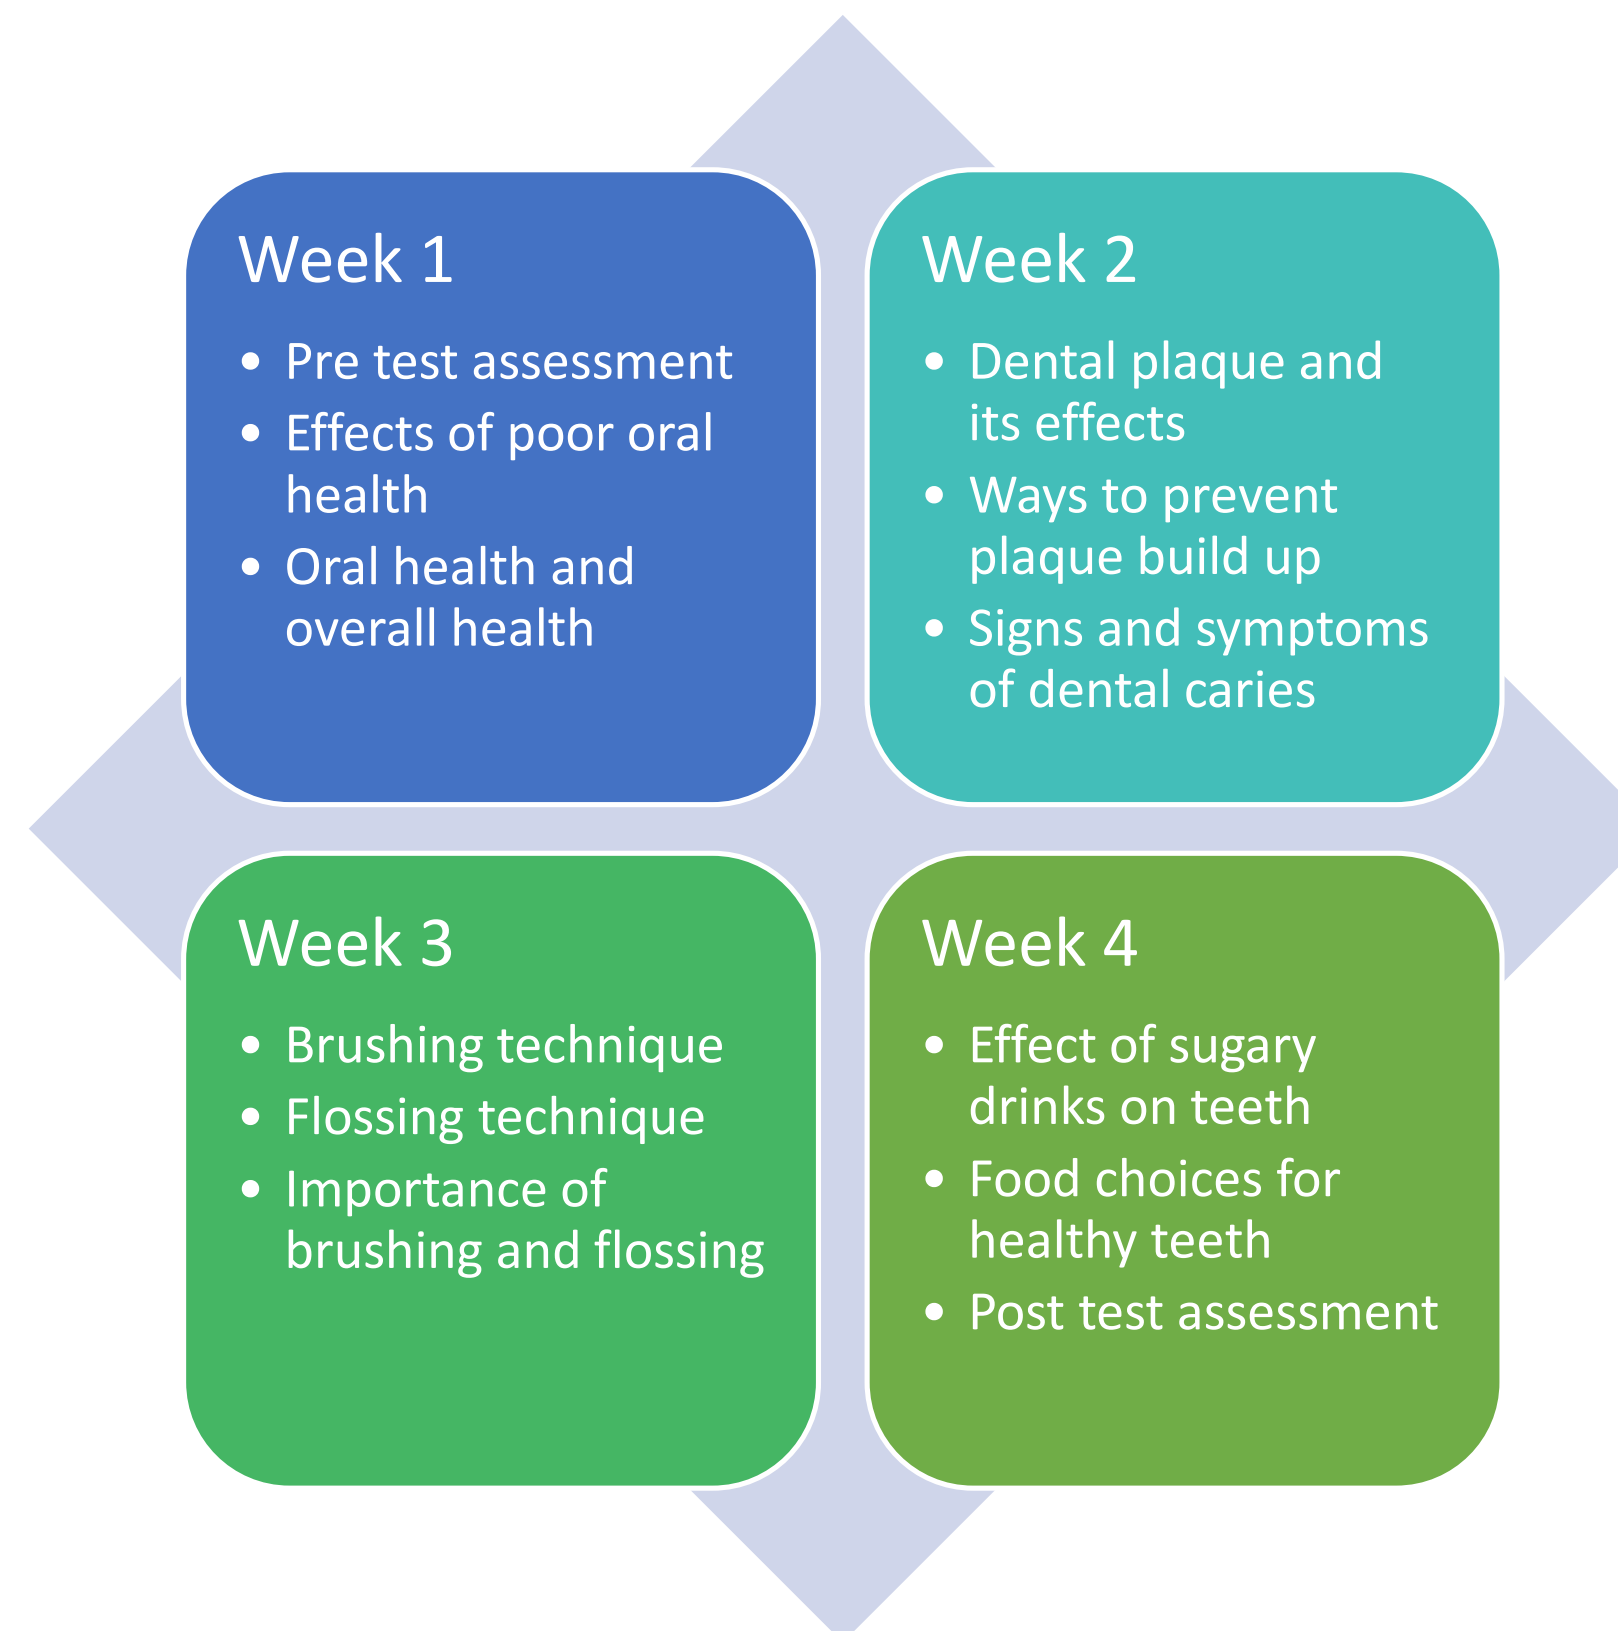 Week 1
• Pre test assessment
• Effects of poor oral
health
• Oral health and
overall health
Week 2
• Dental plaque and
its effects
• Ways to prevent
plaque build up
• Signs and symptoms
of dental caries
Week 3
• Brushing technique
• Flossing technique
• Importance of
brushing and flossing
Week 4
• Effect of sugary
drinks on teeth
• Food choices for
healthy teeth
• Post test assessment